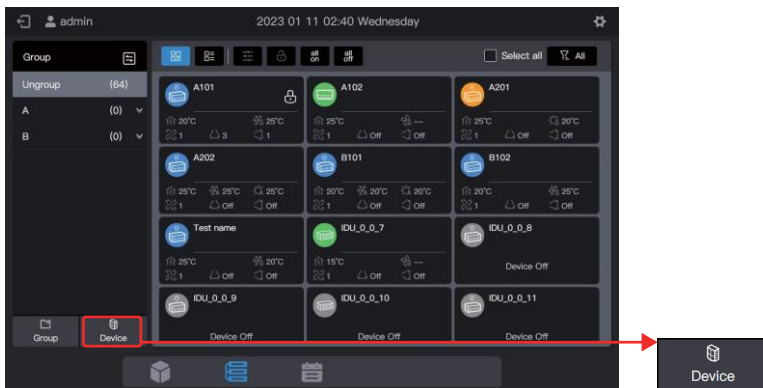 admin
2023 01 11 02:40 Wednesday
Group
all on
all off
Select all
All
Ungroup (64)
A (0)
B (0)
A101
20°C 25°C
1 3 1
A102
25°C --
1 Off Off
A201
25°C 20°C
1 Off Off
A202
25°C 25°C 25°C
1 Off Off
B101
20°C 20°C 20°C
1 Off Off
B102
20°C 25°C
1 Off Off
Test name
25°C 20°C
1 Off Off
IDU_0_0_7
15°C --
1 Off Off
IDU_0_0_8
Device Off
IDU_0_0_9
Device Off
IDU_0_0_10
Device Off
IDU_0_0_11
Device Off
Group
Device
Device